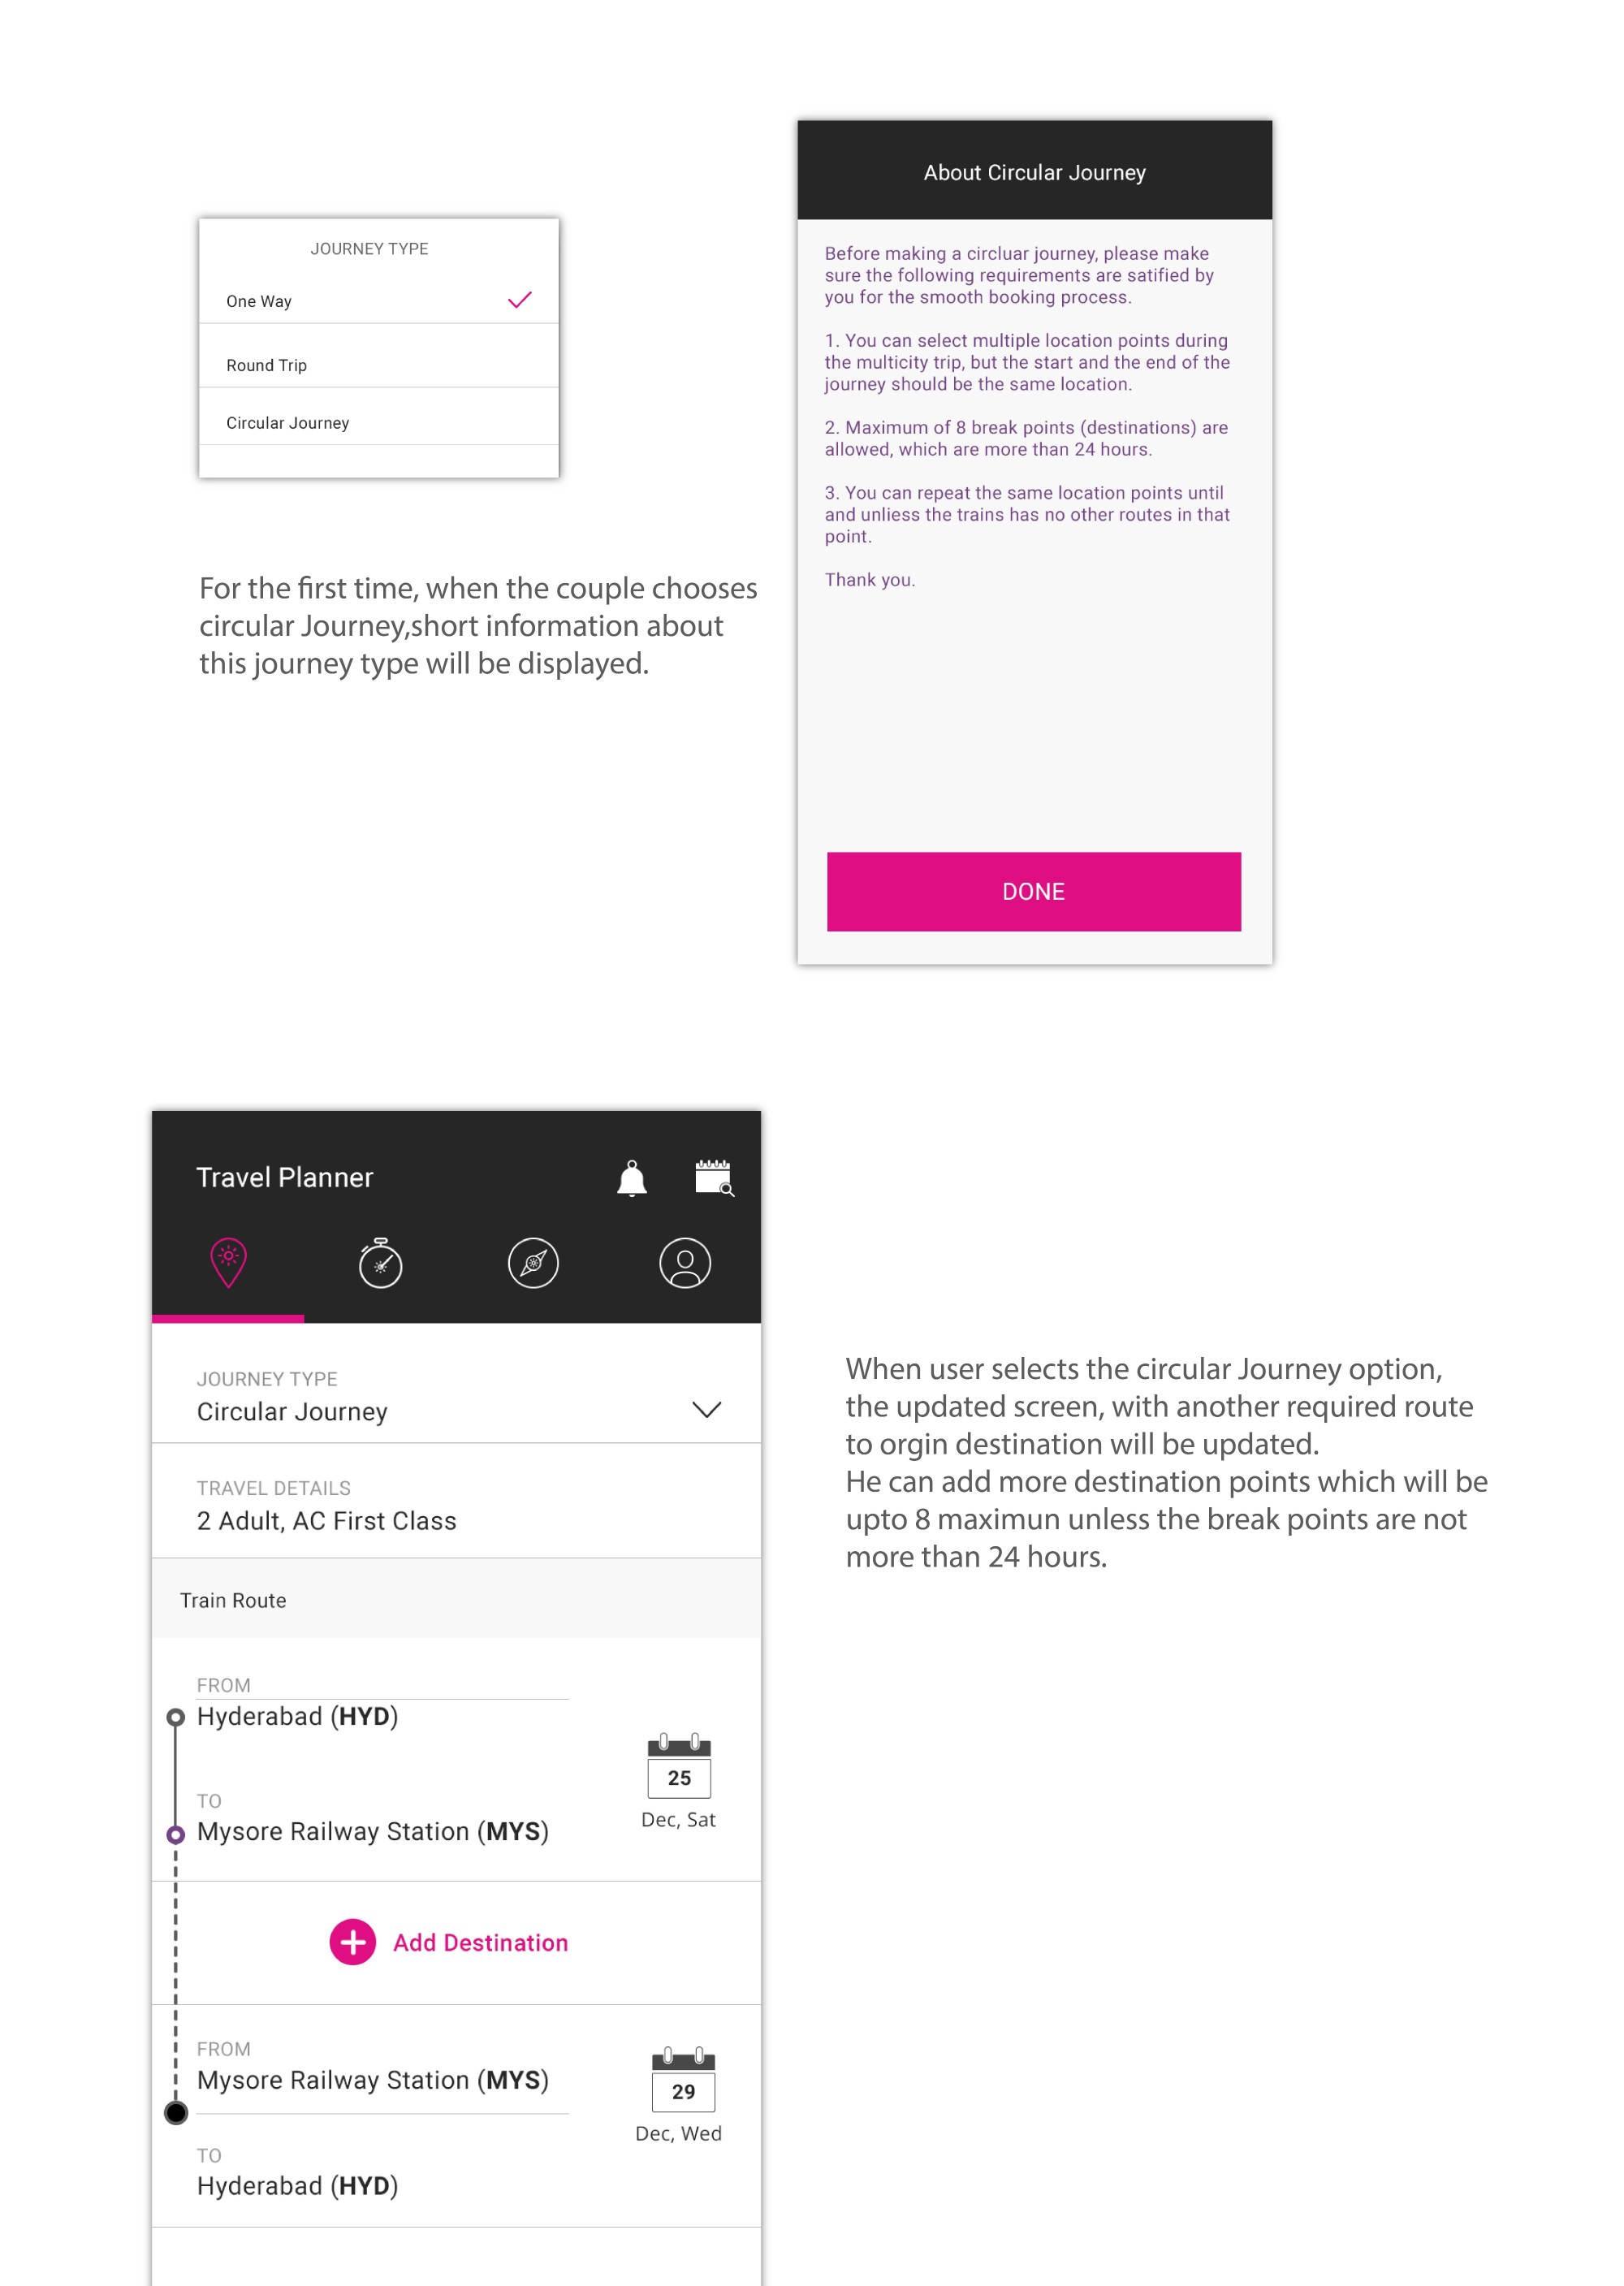 JOURNEY TYPE
One Way
Round Trip
Circular Journey
For the first time, when the couple chooses
circular Journey,short information about
this journey type will be displayed.
About Circular Journey
Before making a circluar journey, please make
sure the following requirements are satified by
you for the smooth booking process.
1. You can select multiple location points during
the multicity trip, but the start and the end of the
journey should be the same location.
2. Maximum of 8 break points (destinations) are
allowed, which are more than 24 hours.
3. You can repeat the same location points until
and unliess the trains has no other routes in that
point.
Thank you.
DONE
Travel Planner
JOURNEY TYPE
Circular Journey
TRAVEL DETAILS
2 Adult, AC First Class
Train Route
FROM
Hyderabad (HYD)
TO
Mysore Railway Station (MYS)
25
Dec, Sat
Add Destination
FROM
Mysore Railway Station (MYS)
29
Dec, Wed
TO
Hyderabad (HYD)
When user selects the circular Journey option,
the updated screen, with another required route
to orgin destination will be updated.
He can add more destination points which will be
upto 8 maximun unless the break points are not
more than 24 hours.